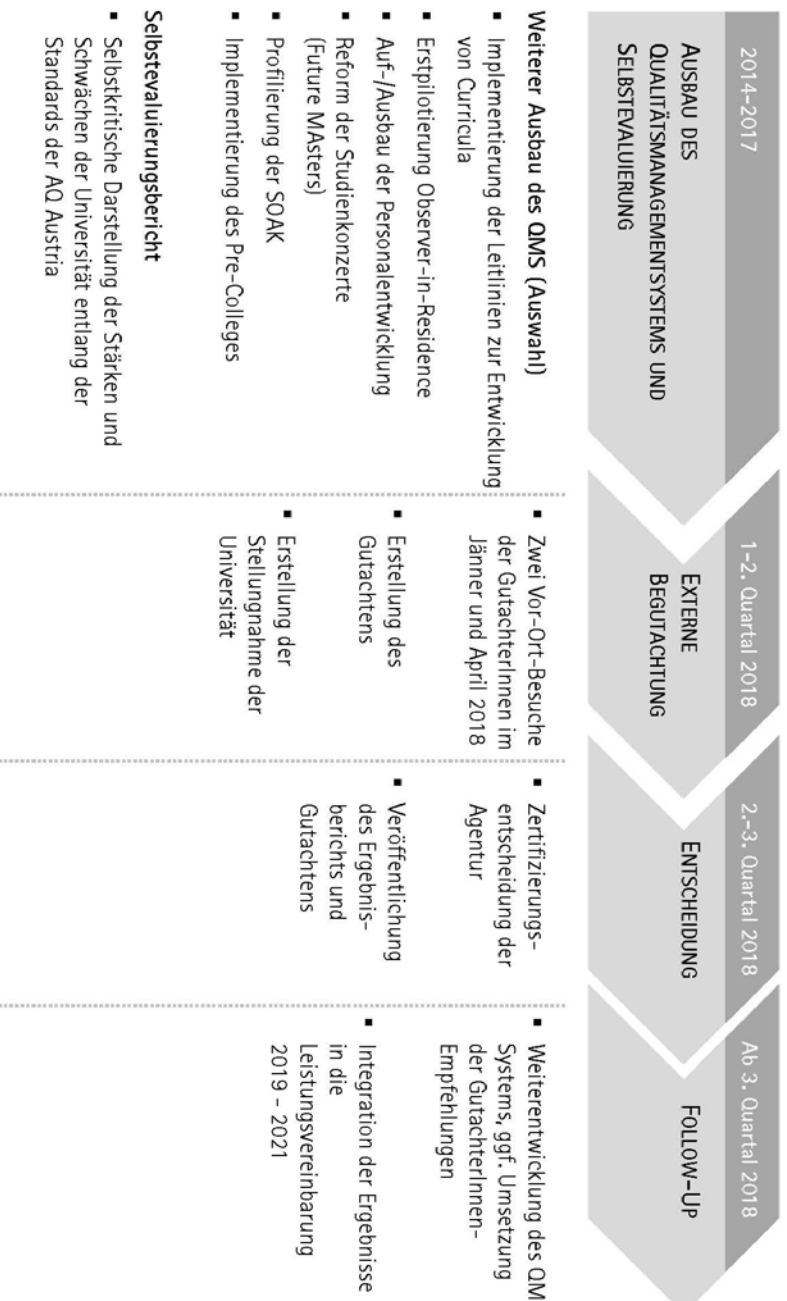 2014-2017
AUSBAU DES
QUALITÄTSMANAGEMENTSYSTEMS UND
SELBSTEVALUIERUNG
Weiterer Ausbau des QMS (Auswahl)
▪ Implementierung der Leitlinien zur Entwicklung
von Curricula
▪ Erstpilotierung Observer-in-Residence
▪ Auf-/Ausbau der Personalentwicklung
▪ Reform der Studienkonzerte
(Future MAsters)
▪ Profilierung der SOAK
▪ Implementierung des Pre-Colleges
Selbstevaluierungsbericht
▪ Selbstkritische Darstellung der Stärken und
Schwächen der Universität entlang der
Standards der AQ Austria
1-2. Quartal 2018
EXTERNE
BEGUTACHTUNG
▪ Zwei Vor-Ort-Besuche
der GutachterInnen im
Jänner und April 2018
▪ Erstellung des
Gutachtens
▪ Erstellung der
Stellungnahme der
Universität
2.-3. Quartal 2018
ENTSCHEIDUNG
▪ Zertifizierungs-
entscheidung der
Agentur
▪ Veröffentlichung
des Ergebnis-
berichts und
Gutachtens
Ab 3. Quartal 2018
FOLLOW-UP
▪ Weiterentwicklung des QM
Systems, ggf. Umsetzung
der GutachterInnen-
Empfehlungen
▪ Integration der Ergebnisse
in die
Leistungsvereinbarung
2019 - 2021